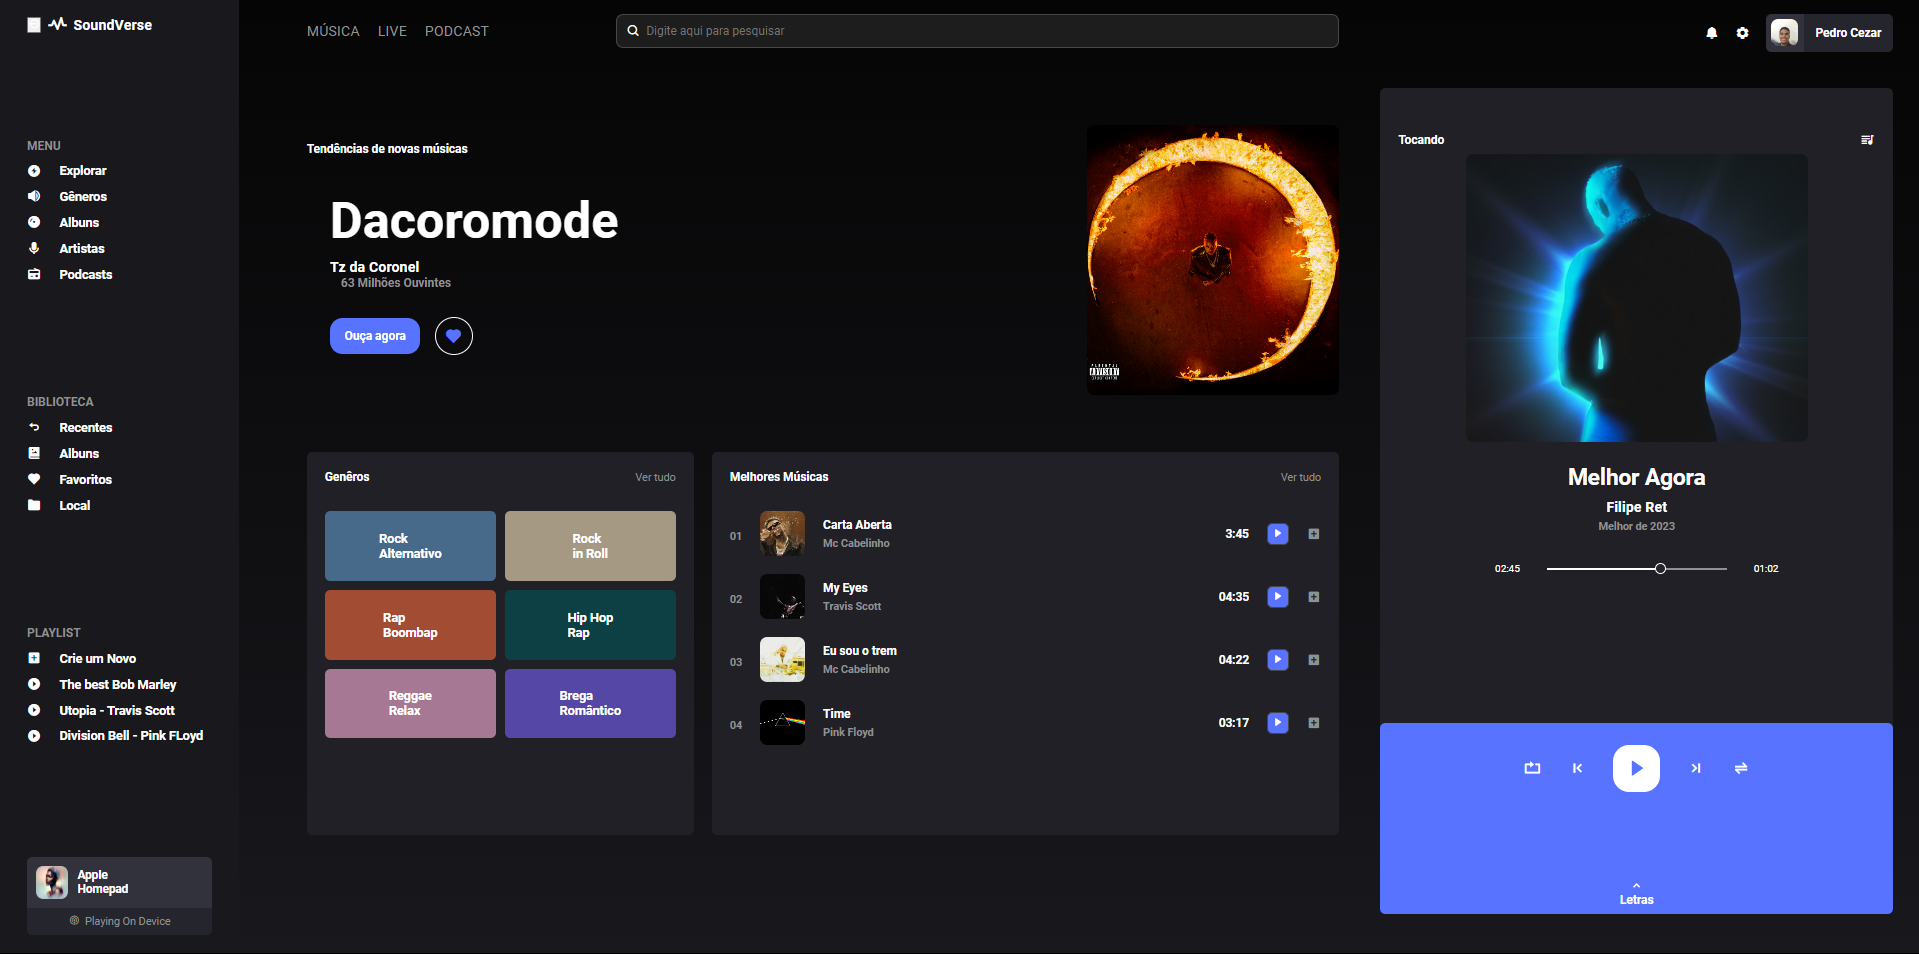 SoundVerse
MÚSICA LIVE PODCAST
Digite aqui para pesquisar
Pedro Cezar
MENU
Explorar
Gêneros
Albuns
Artistas
Podcasts
BIBLIOTECA
Recentes
Albuns
Favoritos
Local
PLAYLIST
Crie um Novo
The best Bob Marley
Utopia - Travis Scott
Division Bell - Pink FLoyd
Apple
Homepad
Playing On Device
Tendências de novas músicas
Dacoromode
Tz da Coronel
63 Milhões Ouvintes
Ouça agora
Genêros
Ver tudo
Rock
Alternativo
Rock
in Roll
Rap
Boombap
Hip Hop
Rap
Reggae
Relax
Brega
Romântico
Melhores Músicas
Ver tudo
01
Carta Aberta
Mc Cabelinho
3:45
02
My Eyes
Travis Scott
04:35
03
Eu sou o trem
Mc Cabelinho
04:22
04
Time
Pink Floyd
03:17
Tocando
Melhor Agora
Filipe Ret
Melhor de 2023
02:45
01:02
Letras